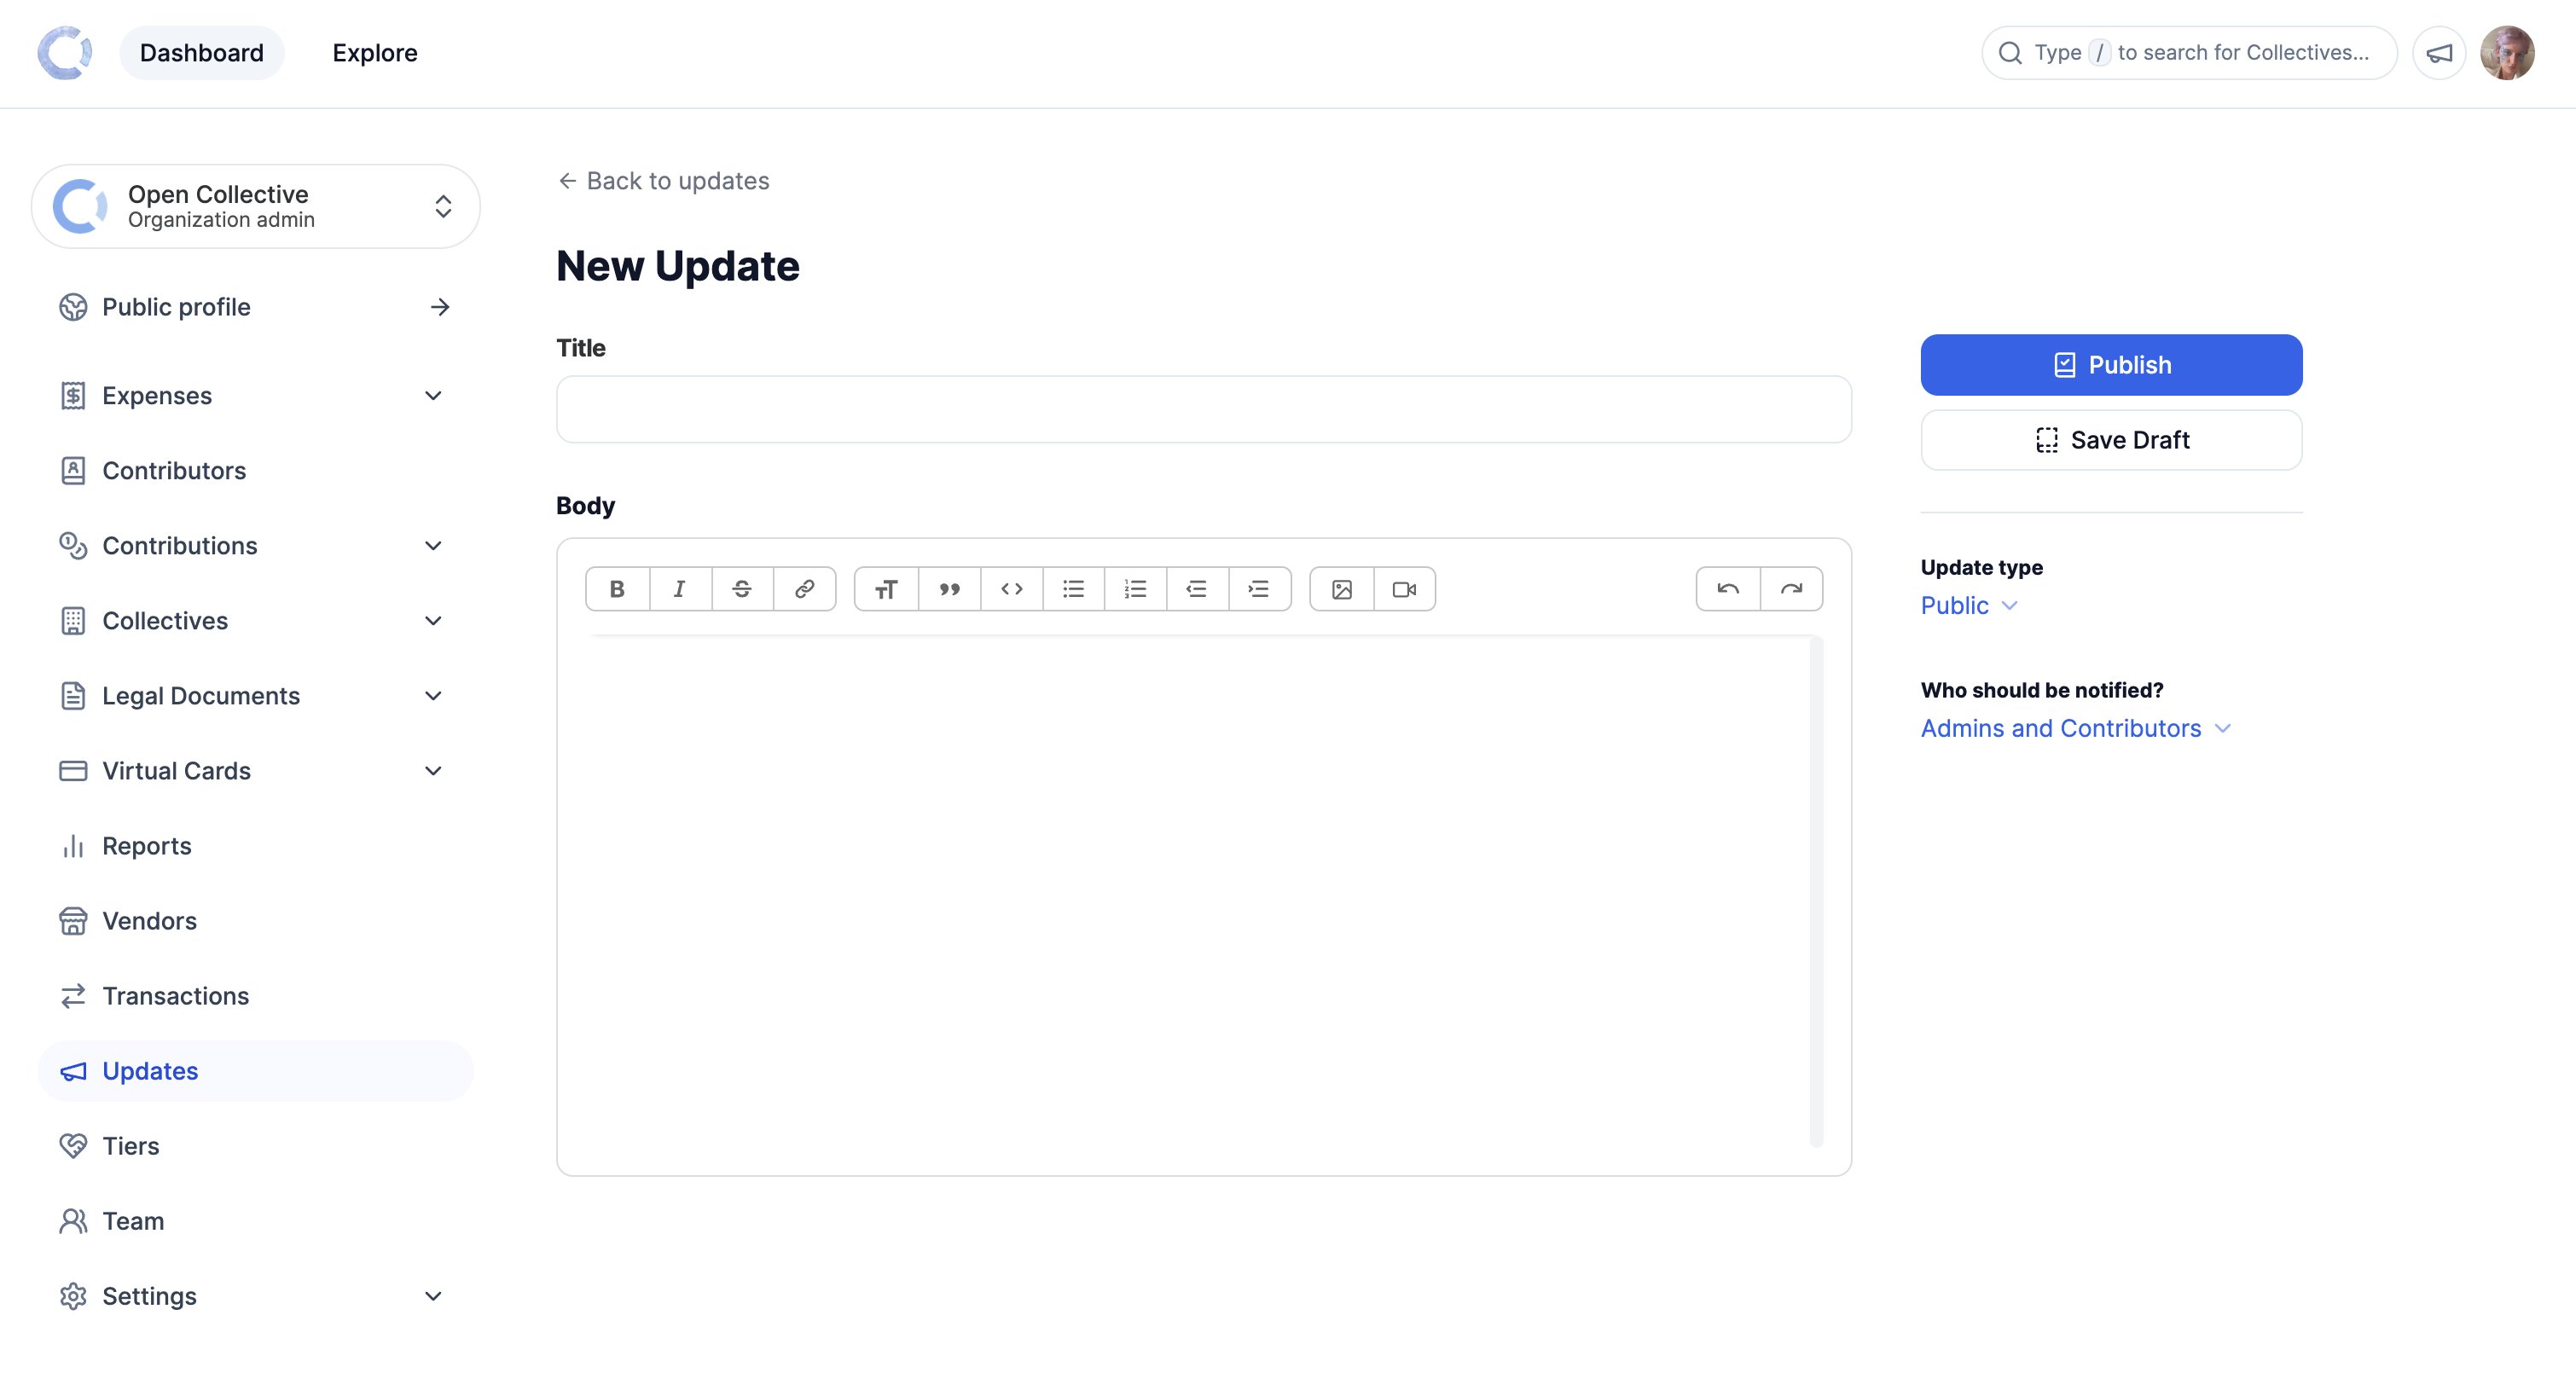 Dashboard
Explore
Type / to search for Collectives...
Open Collective
Organization admin
Public profile
Expenses
Contributors
Contributions
Collectives
Legal Documents
Virtual Cards
Reports
Vendors
Transactions
Updates
Tiers
Team
Settings
Back to updates
New Update
Title
Body
Publish
Save Draft
Update type
Public
Who should be notified?
Admins and Contributors